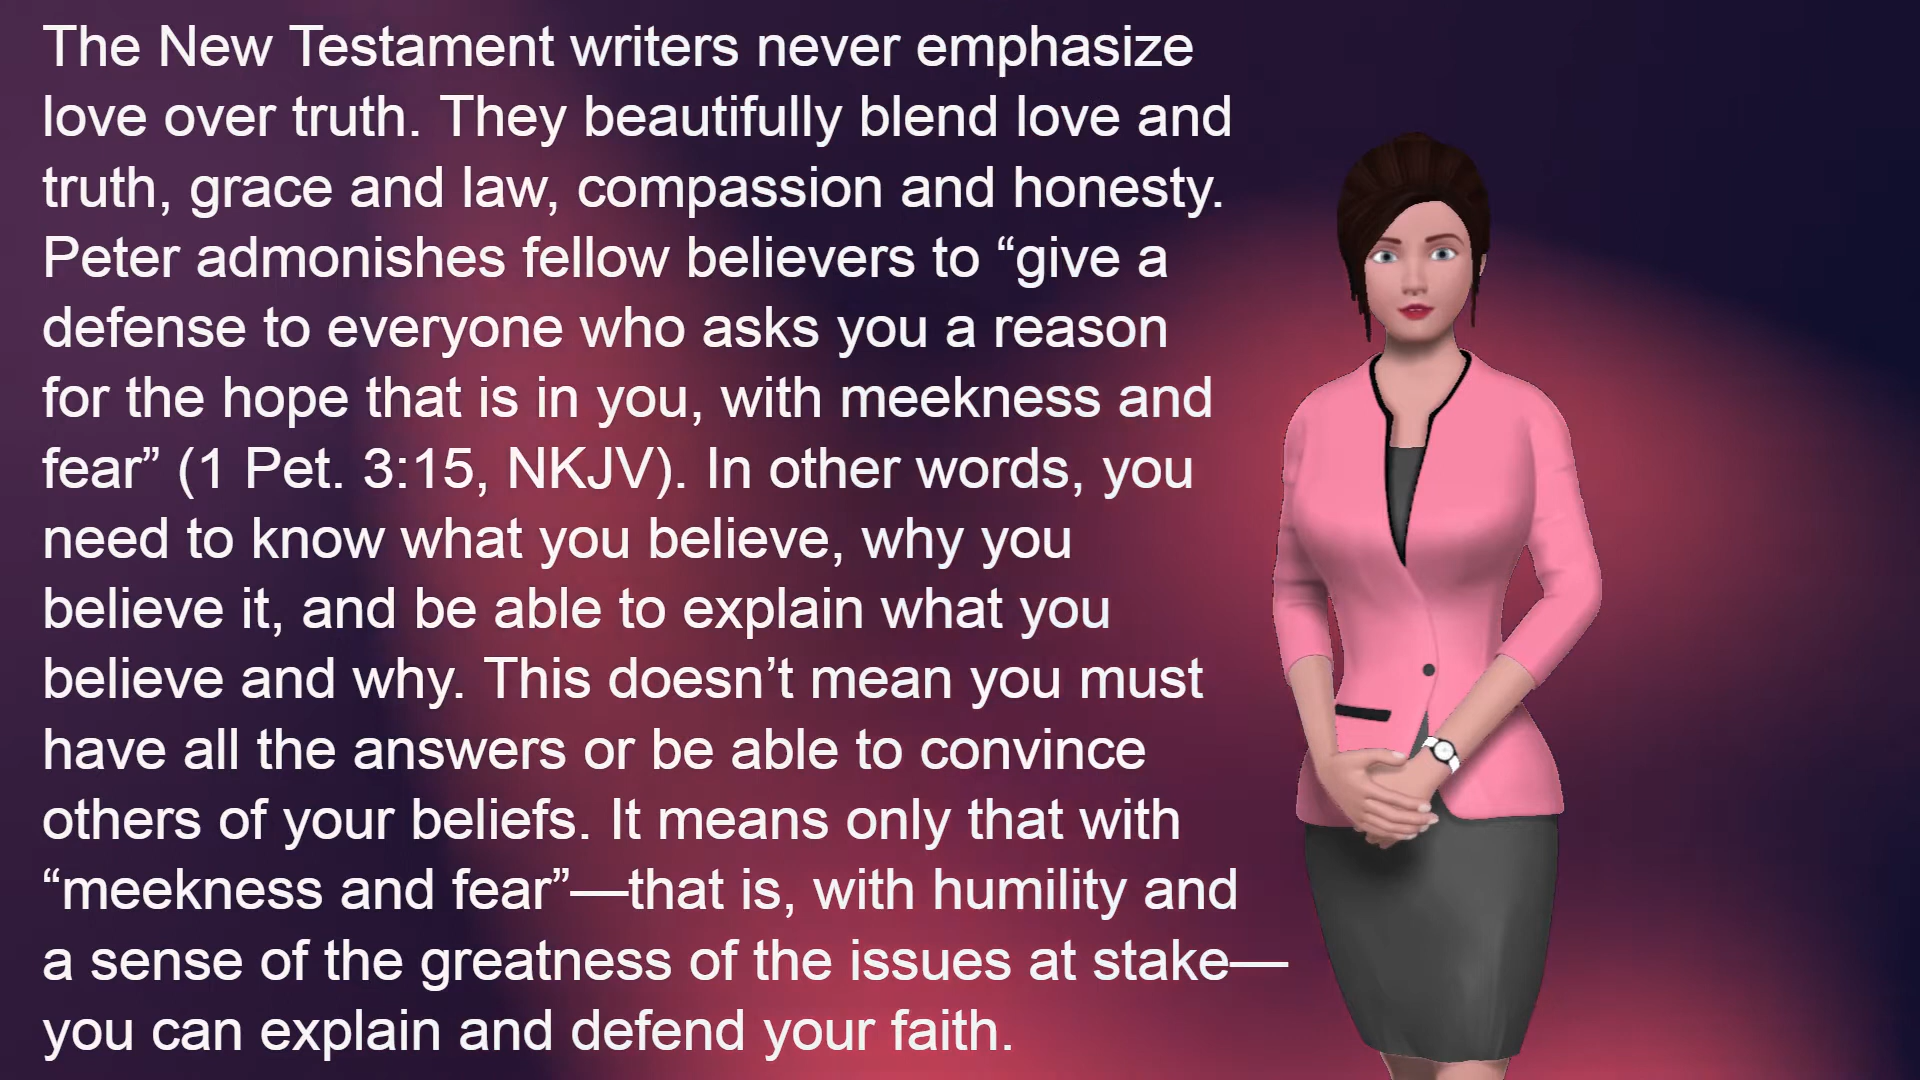 The New Testament writers never emphasize
love over truth. They beautifully blend love and
truth, grace and law, compassion and honesty.
Peter admonishes fellow believers to “give a
defense to everyone who asks you a reason
for the hope that is in you, with meekness and
fear” (1 Pet. 3:15, NKJV). In other words, you
need to know what you believe, why you
believe it, and be able to explain what you
believe and why. This doesn’t mean you must
have all the answers or be able to convince
others of your beliefs. It means only that with
“meekness and fear”—that is, with humility and
a sense of the greatness of the issues at stake—
you can explain and defend your faith.